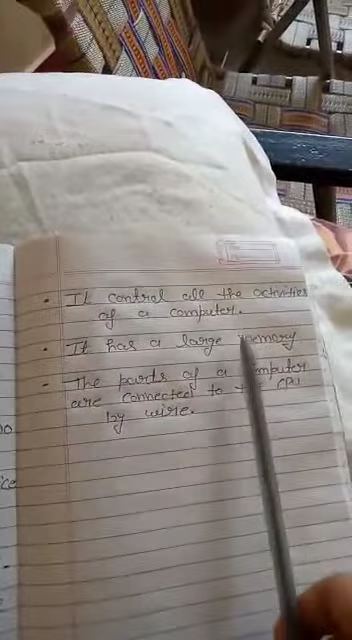 • It control all the activities
of a computer.
• It has a large memory
- The parts of a computer
are connected to the CPU
by wire.